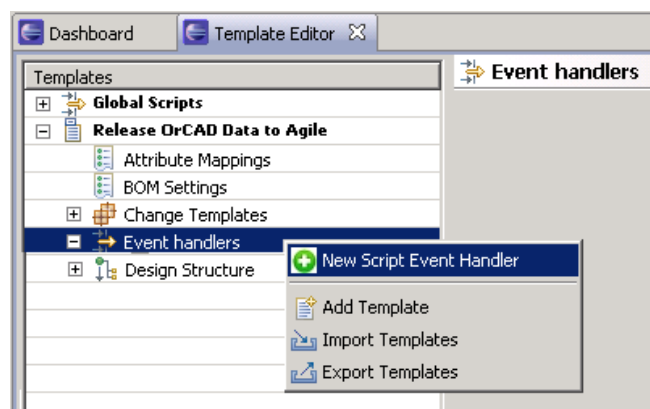 Dashboard
Template Editor
Templates
Event handlers
Global Scripts
Release OrCAD Data to Agile
Attribute Mappings
BOM Settings
Change Templates
Event handlers
New Script Event Handler
Design Structure
Add Template
Import Templates
Export Templates